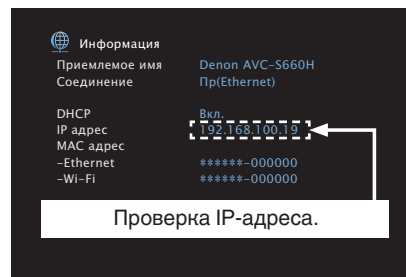 Информация
Приемлемое имя Denon AVC-S660H
Соединение Пр(Ethernet)
DHCP Вкл.
IP адрес 192.168.100.19
MAC адрес
-Ethernet ******-000000
-Wi-Fi ******-000000
Проверка IP-адреса.